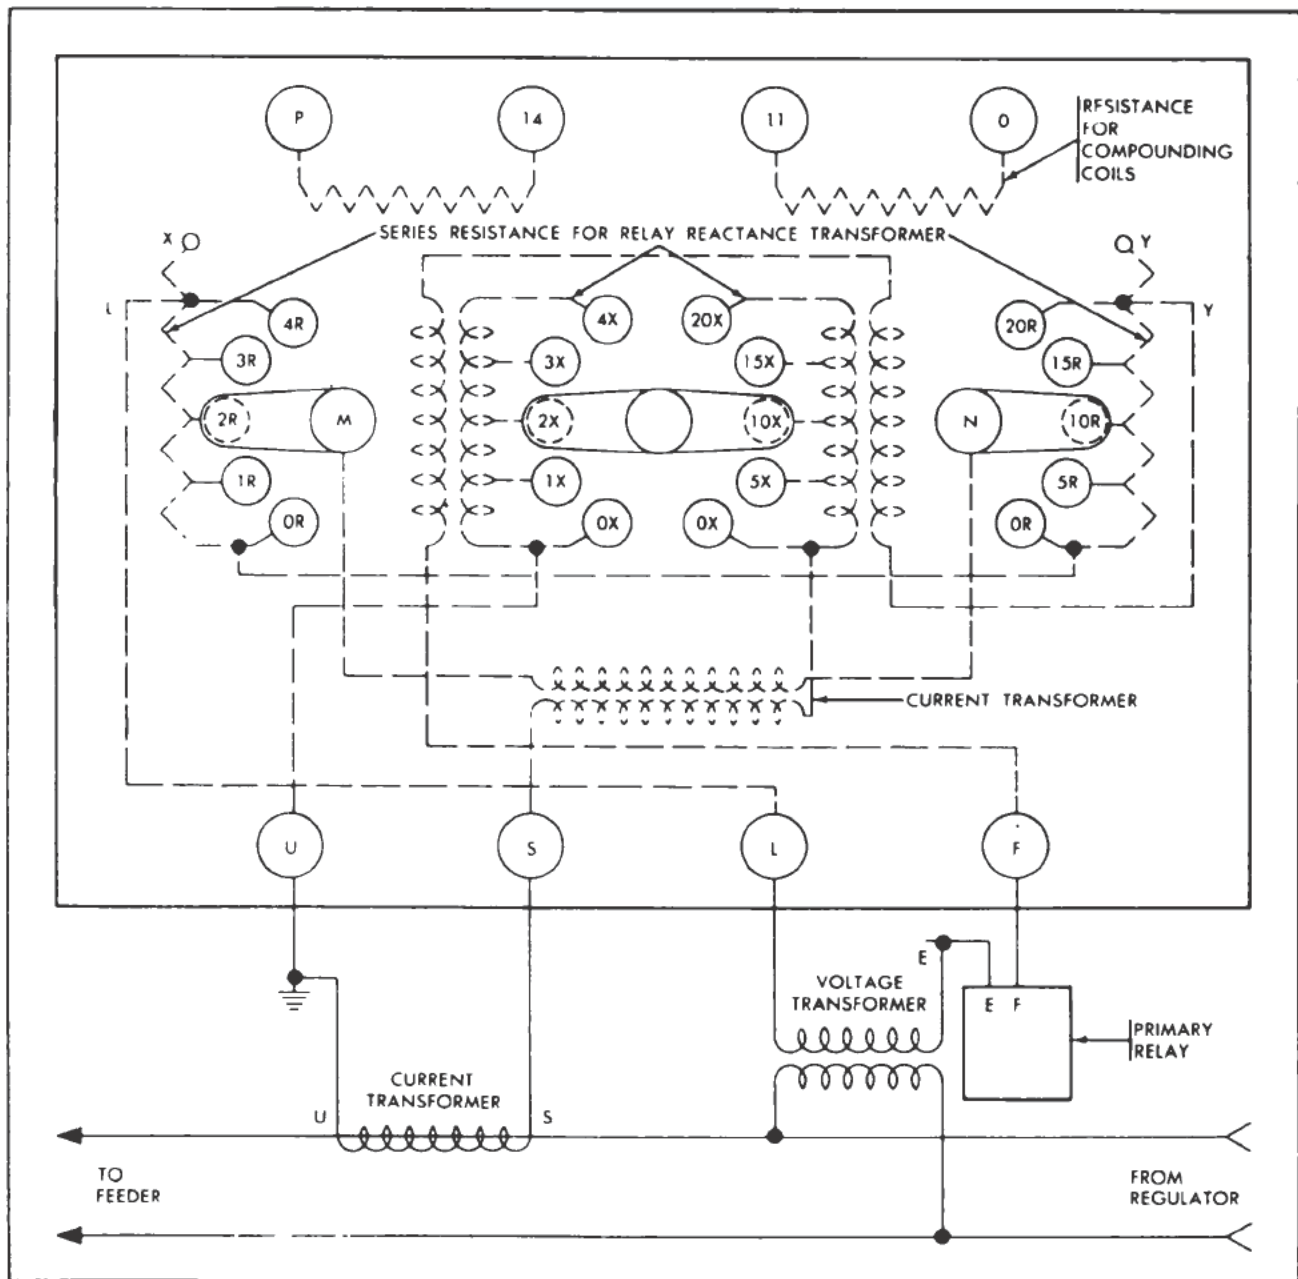 P 14 11 0
RESISTANCE
FOR
COMPOUNDING
COILS
SERIES RESISTANCE FOR RELAY REACTANCE TRANSFORMER
X Y
L Y
4R 4X 20X 20R
3R 3X 15X 15R
2R M 2X 10X N 10R
1R 1X 5X 5R
0R 0X 0X 0R
CURRENT TRANSFORMER
U S L F
E
VOLTAGE
TRANSFORMER
E F
PRIMARY
RELAY
CURRENT
TRANSFORMER
U S
TO
FEEDER
FROM
REGULATOR